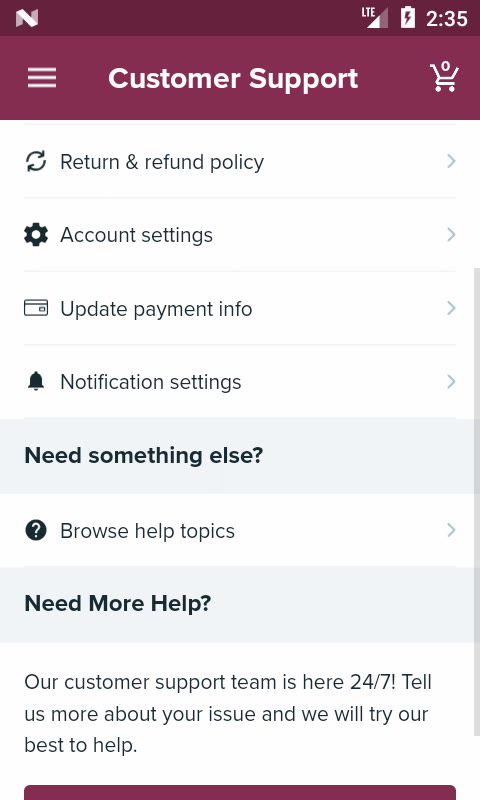 LTE 2:35
Customer Support
0
Return & refund policy
Account settings
Update payment info
Notification settings
Need something else?
Browse help topics
Need More Help?
Our customer support team is here 24/7! Tell
us more about your issue and we will try our
best to help.